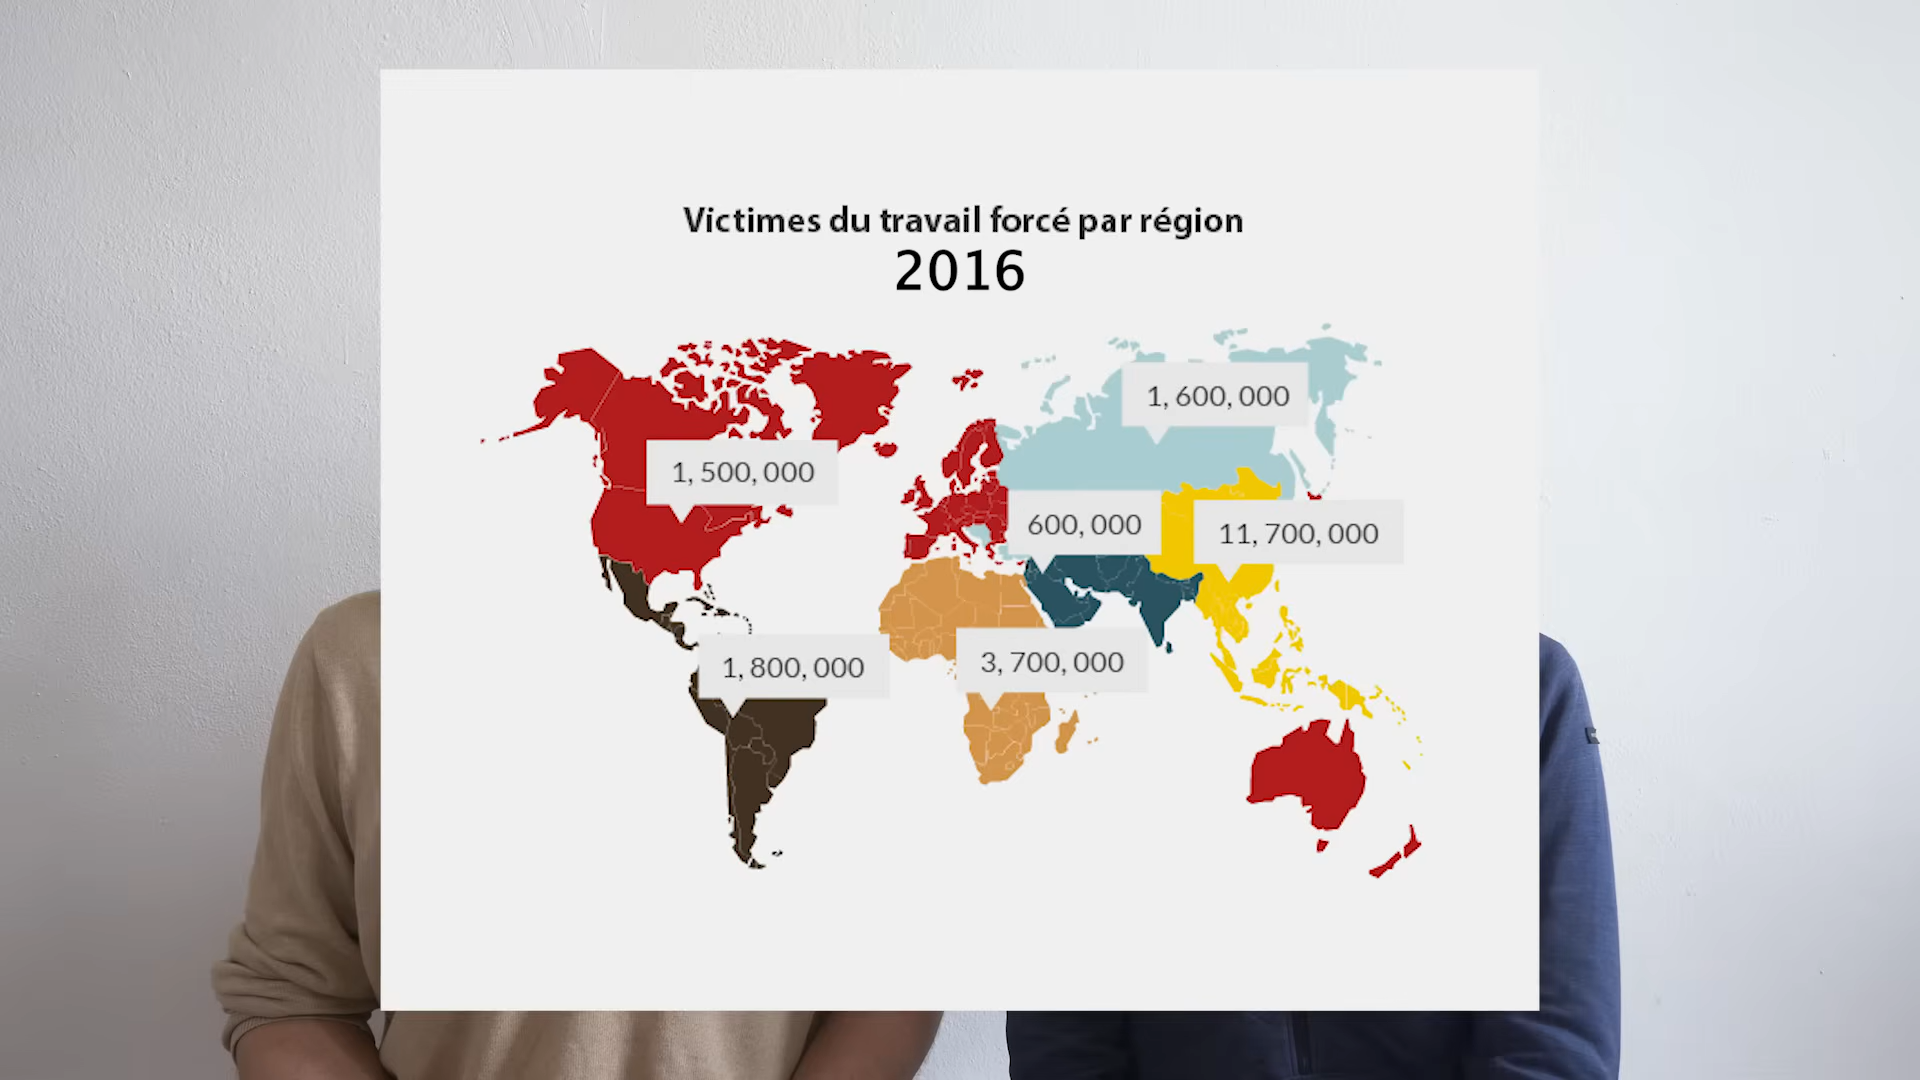 Victimes du travail forcé par région
2016
1, 600, 000
1, 500, 000
600, 000
11, 700, 000
3, 700, 000
1, 800, 000